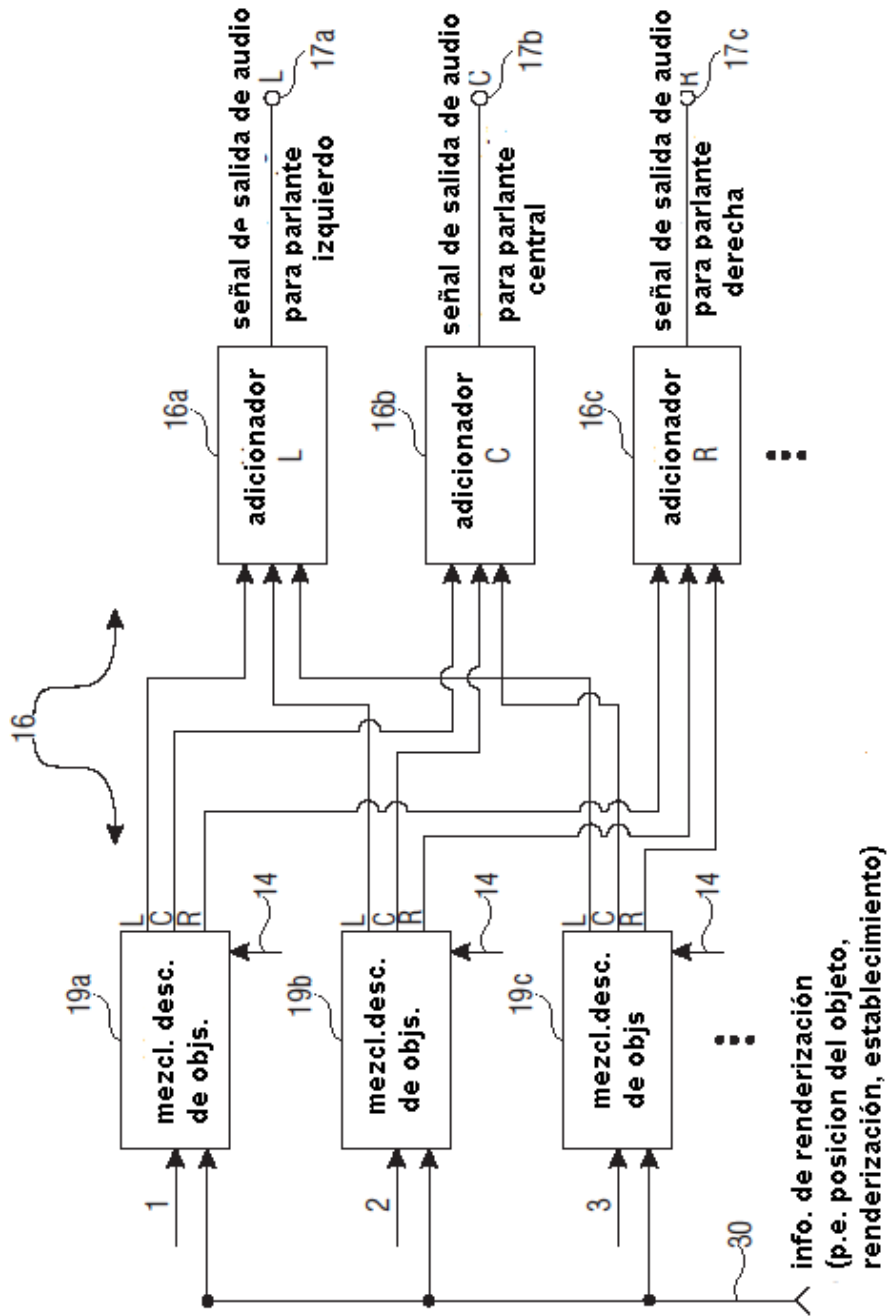 16
19a
mezcl. desc.
de objs.
L
C
R
14
1
19b
mezcl.desc.
de objs.
L
C
R
14
2
19c
mezcl.desc.
de objs
L
C
R
14
3
30
info. de renderización
(p.e. posicion del objeto,
renderización, establecimiento)
16a
adicionador
L
señal de salida de audio
para parlante
izquierdo
L
17a
16b
adicionador
C
señal de salida de audio
para parlante
central
C
17b
16c
adicionador
R
señal de salida de audio
para parlante
derecha
R
17c